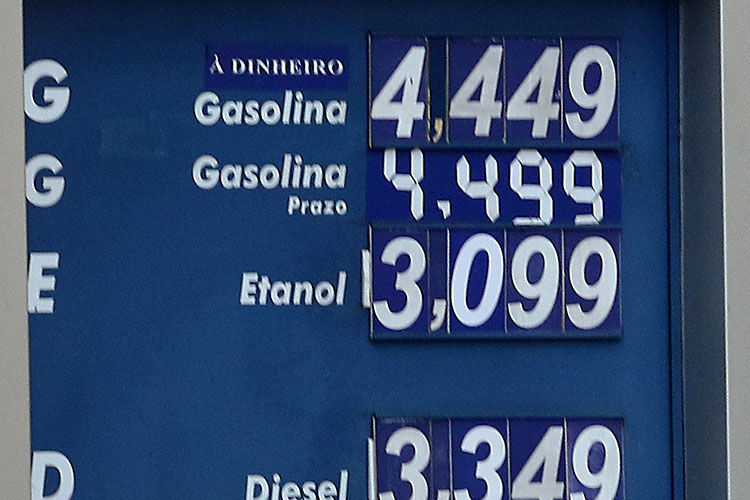 À DINHEIRO
G Gasolina 4,449
G Gasolina 4,499
Prazo
E Etanol 3,099
D Diesel 3,349